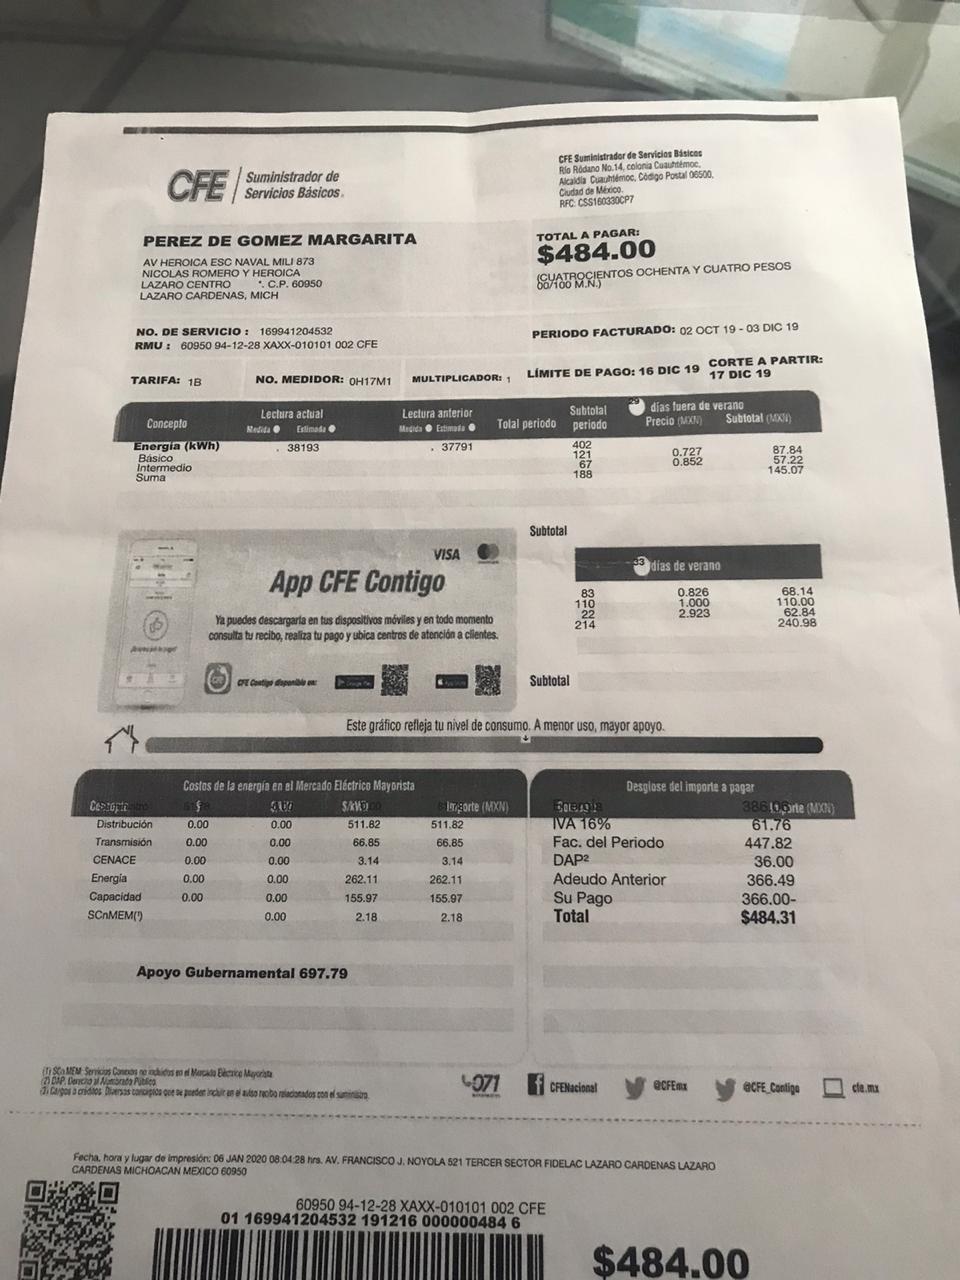 CFE Suministrador de
Servicios Básicos®
CFE Suministrador de Servicios Básicos
Río Ródano No.14, colonia Cuauhtémoc,
Alcaldía Cuauhtémoc, Código Postal 06500,
Ciudad de México.
RFC: CSS160330CP7
PEREZ DE GOMEZ MARGARITA
AV HEROICA ESC NAVAL MILI 873
NICOLAS ROMERO Y HEROICA
LAZARO CENTRO *. C.P. 60950
LAZARO CARDENAS, MICH
TOTAL A PAGAR:
$484.00
(CUATROCIENTOS OCHENTA Y CUATRO PESOS
00/100 M.N.)
NO. DE SERVICIO : 169941204532
RMU : 60950 94-12-28 XAXX-010101 002 CFE
PERIODO FACTURADO: 02 OCT 19 - 03 DIC 19
TARIFA: 1B NO. MEDIDOR: 0H17M1 MULTIPLICADOR: 1
LÍMITE DE PAGO: 16 DIC 19 CORTE A PARTIR:
17 DIC 19
Concepto Lectura actual Lectura anterior Total periodo Subtotal periodo 29 días fuera de verano
Medida Estimada Medida Estimada Precio (MXN) Subtotal (MXN)
Energía (kWh) . 38193 . 37791 402
Básico 121 0.727 87.84
Intermedio 67 0.852 57.22
Suma 188 145.07
Subtotal
33 días de verano
83 0.826 68.14
110 1.000 110.00
22 2.923 62.84
214 240.98
Subtotal
VISA
App CFE Contigo
Ya puedes descargarla en tus dispositivos móviles y en todo momento
consulta tu recibo, realiza tu pago y ubica centros de atención a clientes.
CFE Contigo disponible en:
Este gráfico refleja tu nivel de consumo. A menor uso, mayor apoyo.
Costos de la energía en el Mercado Eléctrico Mayorista
$ $/kWh Importe (MXN)
Distribución 0.00 0.00 511.82 511.82
Transmisión 0.00 0.00 66.85 66.85
CENACE 0.00 0.00 3.14 3.14
Energía 0.00 0.00 262.11 262.11
Capacidad 0.00 0.00 155.97 155.97
SCnMEM(¹) 0.00 2.18 2.18
Apoyo Gubernamental 697.79
Desglose del importe a pagar
Energía 386.06 Importe (MXN)
IVA 16% 61.76
Fac. del Periodo 447.82
DAP² 36.00
Adeudo Anterior 366.49
Su Pago 366.00-
Total $484.31
(1) SCnMEM: Servicios Conexos no incluidos en el Mercado Eléctrico Mayorista.
(2) DAP: Derecho al Alumbrado Público.
(3) Cargos o créditos: Diversos conceptos que se pueden incluir en el aviso recibo relacionados con el suministro.
071
CFENacional
@CFEmx
@CFE_Contigo
cfe.mx
Fecha, hora y lugar de impresión: 06 JAN 2020 08:04:28 hrs. AV. FRANCISCO J. NOYOLA 521 TERCER SECTOR FIDELAC LAZARO CARDENAS LAZARO
CARDENAS MICHOACAN MEXICO 60950
60950 94-12-28 XAXX-010101 002 CFE
01 169941204532 191216 000000484 6
$484.00